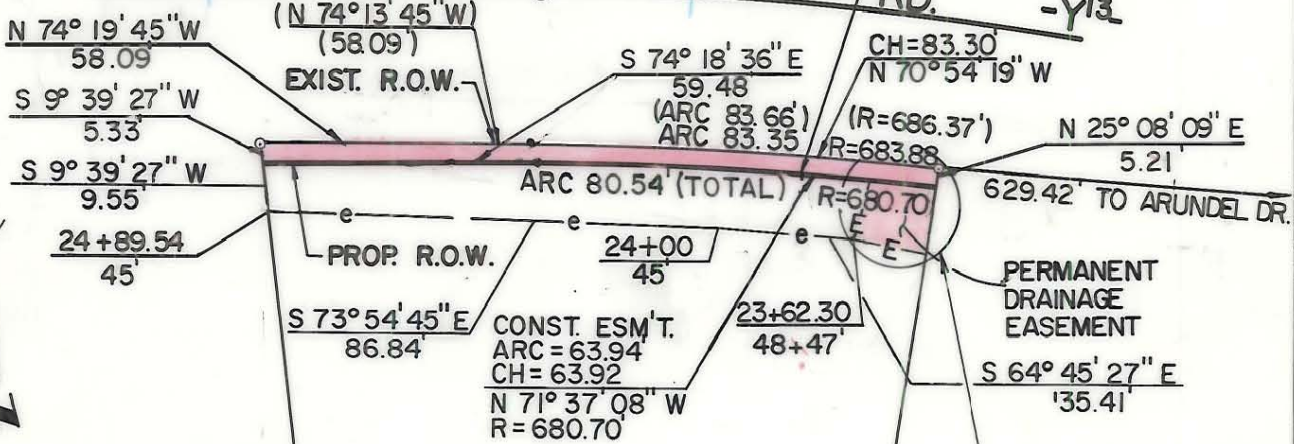 RD. -Y13-
N 74° 19' 45" W
58.09'
(N 74° 13' 45" W)
(58.09')
EXIST. R.O.W.
S 74° 18' 36" E
59.48'
(ARC 83.66')
ARC 83.35'
CH=83.30'
N 70° 54' 19" W
(R=686.37')
R=683.88
N 25° 08' 09" E
5.21'
S 9° 39' 27" W
5.33'
S 9° 39' 27" W
9.55'
ARC 80.54' (TOTAL)
R=680.70'
629.42' TO ARUNDEL DR.
e e e E
E
24+89.54
45'
PROP. R.O.W.
24+00
45'
S 73° 54' 45" E
86.84'
CONST. ESM'T.
ARC = 63.94'
CH = 63.92
N 71° 37' 08" W
R = 680.70'
23+62.30
48+47'
PERMANENT
DRAINAGE
EASEMENT
S 64° 45' 27" E
'35.41'